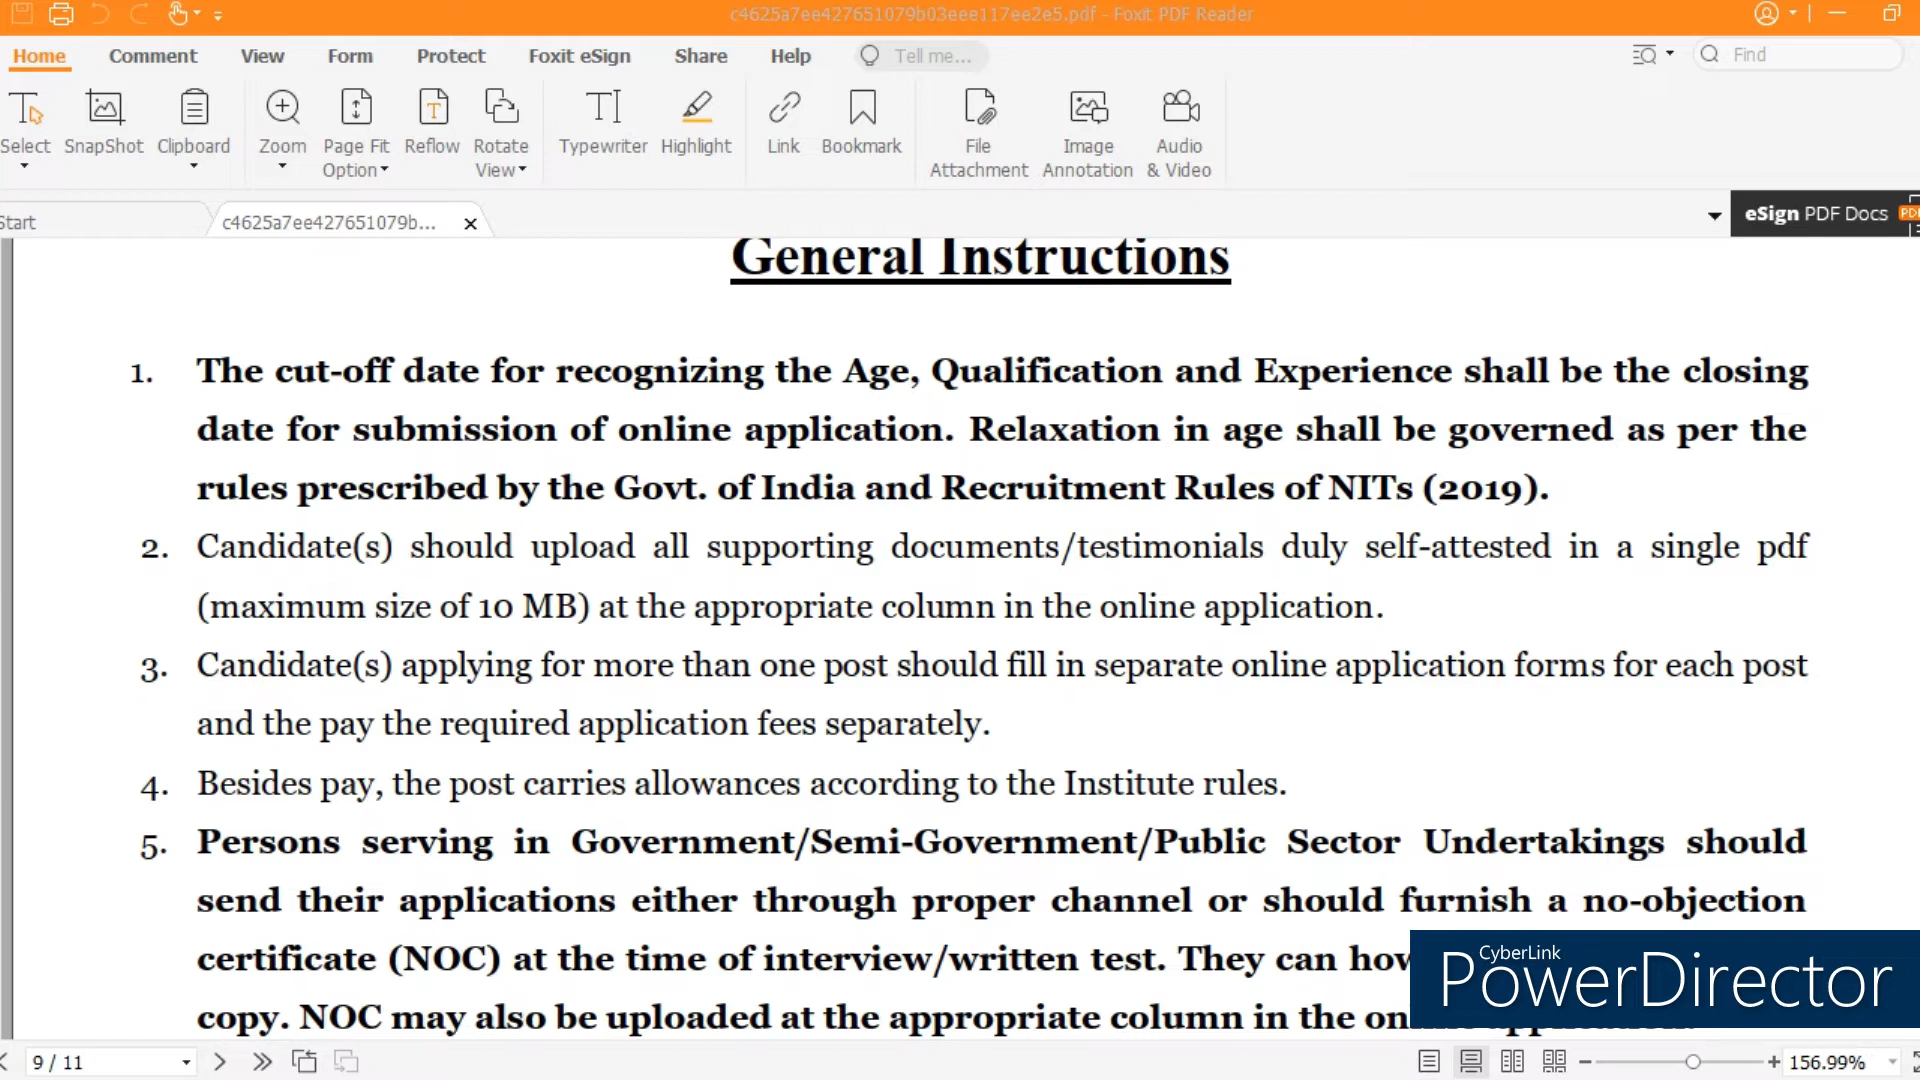 c4625a7ee427651079b03eee117ee2e5.pdf - Foxit PDF Reader
Home Comment View Form Protect Foxit eSign Share Help Tell me... Find
Select SnapShot Clipboard Zoom Page Fit Option Reflow Rotate View Typewriter Highlight Link Bookmark File Attachment Image Annotation Audio & Video
Start c4625a7ee427651079b... eSign PDF Docs
General Instructions
1. The cut-off date for recognizing the Age, Qualification and Experience shall be the closing
date for submission of online application. Relaxation in age shall be governed as per the
rules prescribed by the Govt. of India and Recruitment Rules of NITs (2019).
2. Candidate(s) should upload all supporting documents/testimonials duly self-attested in a single pdf
(maximum size of 10 MB) at the appropriate column in the online application.
3. Candidate(s) applying for more than one post should fill in separate online application forms for each post
and the pay the required application fees separately.
4. Besides pay, the post carries allowances according to the Institute rules.
5. Persons serving in Government/Semi-Government/Public Sector Undertakings should
send their applications either through proper channel or should furnish a no-objection
certificate (NOC) at the time of interview/written test. They can
copy. NOC may also be uploaded at the appropriate column in the
CyberLink
PowerDirector
9 / 11 156.99%